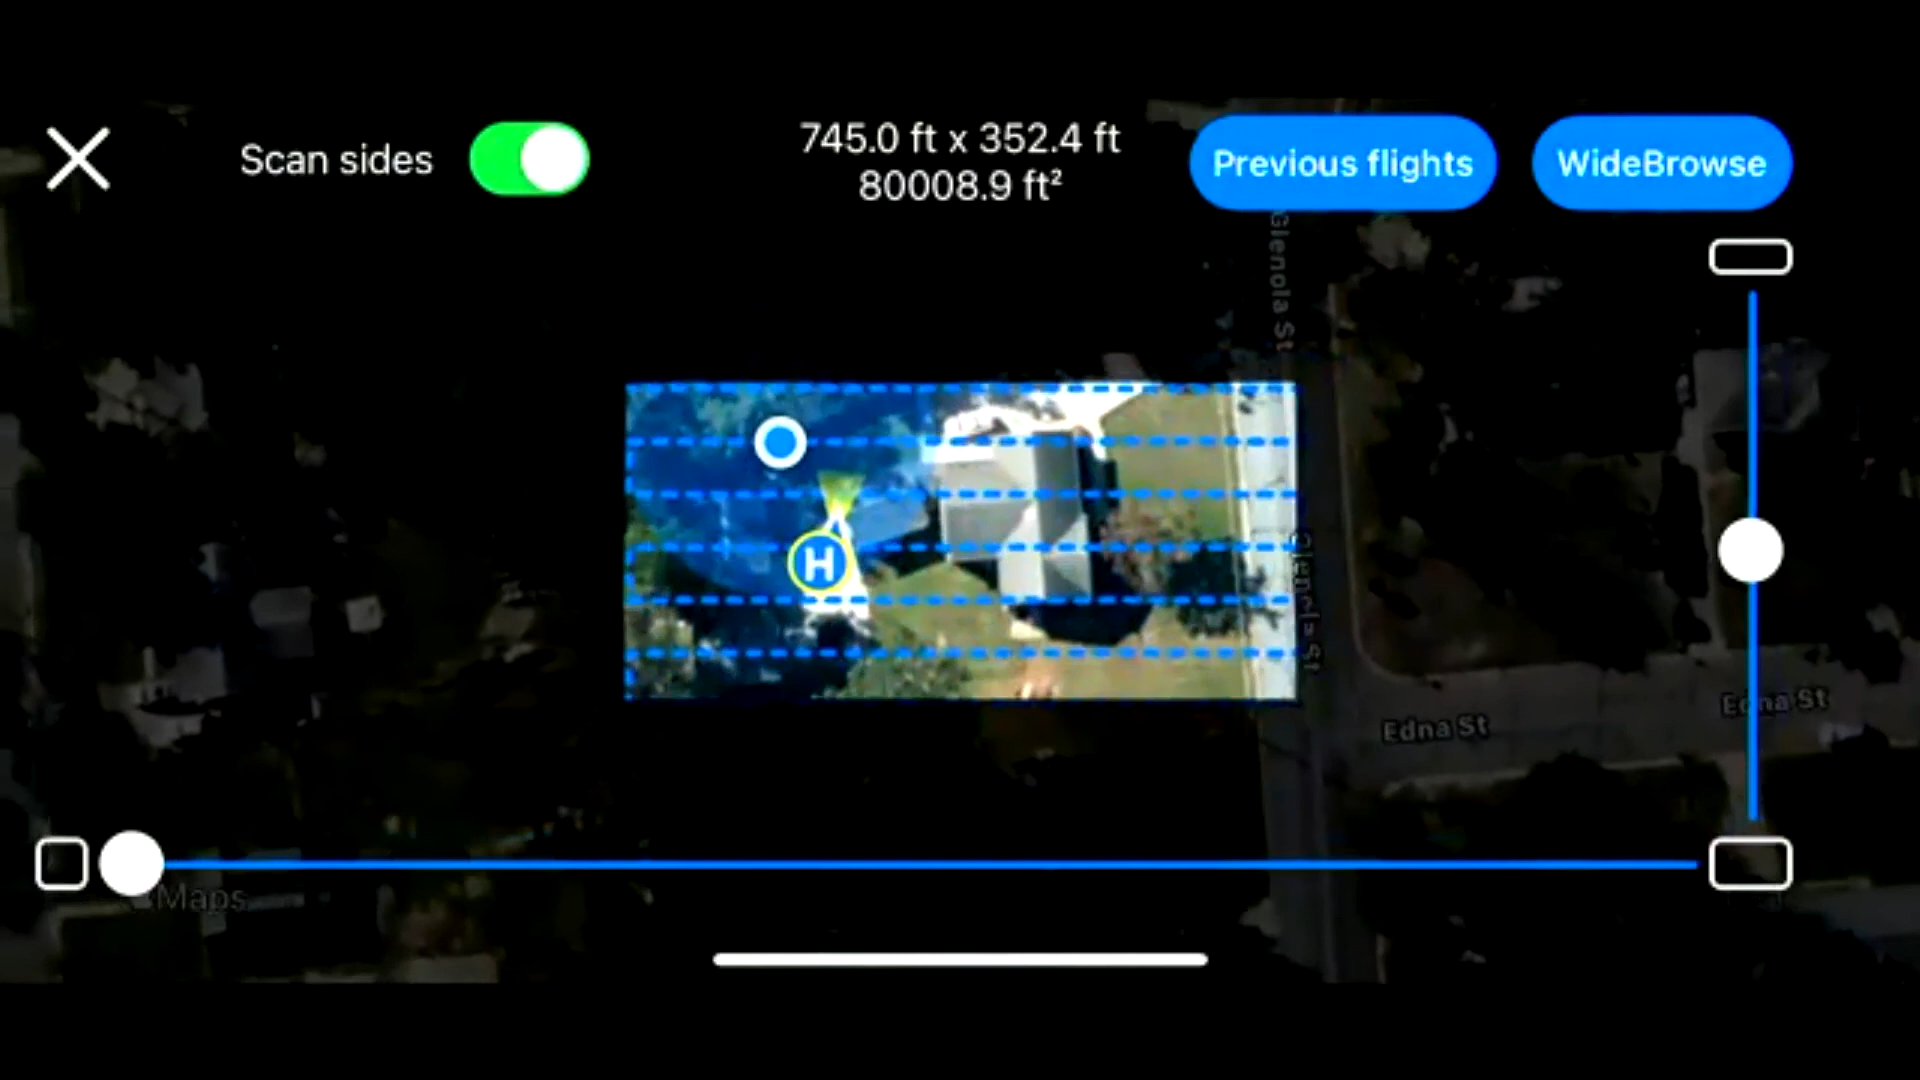 Scan sides
745.0 ft x 352.4 ft
80008.9 ft²
Previous flights
WideBrowse
Glenola St
H
Glenola St
Edna St
Edna St
Maps